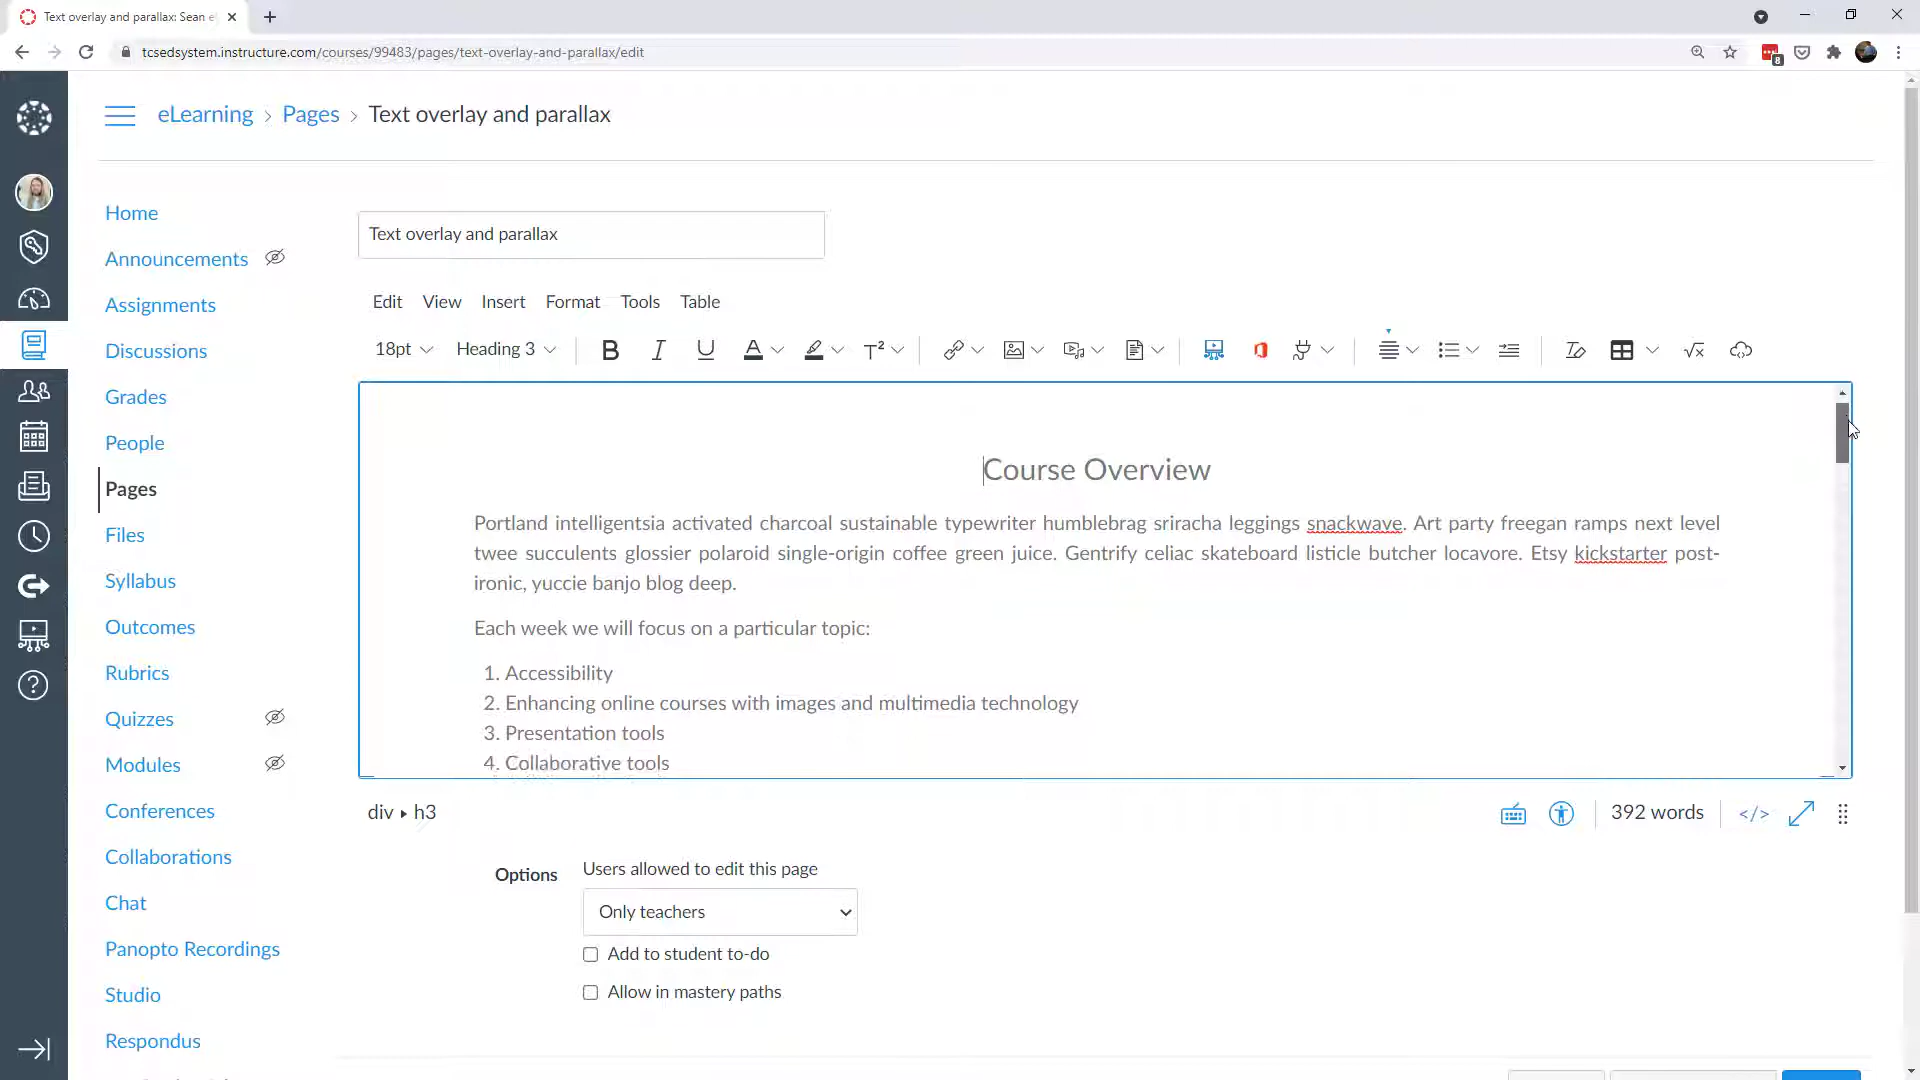 Text overlay and parallax: Sean e
tcsedsystem.instructure.com/courses/99483/pages/text-overlay-and-parallax/edit
8
eLearning › Pages › Text overlay and parallax
Home
Announcements
Assignments
Discussions
Grades
People
Pages
Files
Syllabus
Outcomes
Rubrics
Quizzes
Modules
Conferences
Collaborations
Chat
Panopto Recordings
Studio
Respondus
Text overlay and parallax
Edit View Insert Format Tools Table
18pt Heading 3 B I U A T²
Course Overview
Portland intelligentsia activated charcoal sustainable typewriter humblebrag sriracha leggings snackwave. Art party freegan ramps next level
twee succulents glossier polaroid single-origin coffee green juice. Gentrify celiac skateboard listicle butcher locavore. Etsy kickstarter post-
ironic, yuccie banjo blog deep.
Each week we will focus on a particular topic:
1. Accessibility
2. Enhancing online courses with images and multimedia technology
3. Presentation tools
4. Collaborative tools
div ▸ h3
392 words </>
Options
Users allowed to edit this page
Only teachers
Add to student to-do
Allow in mastery paths